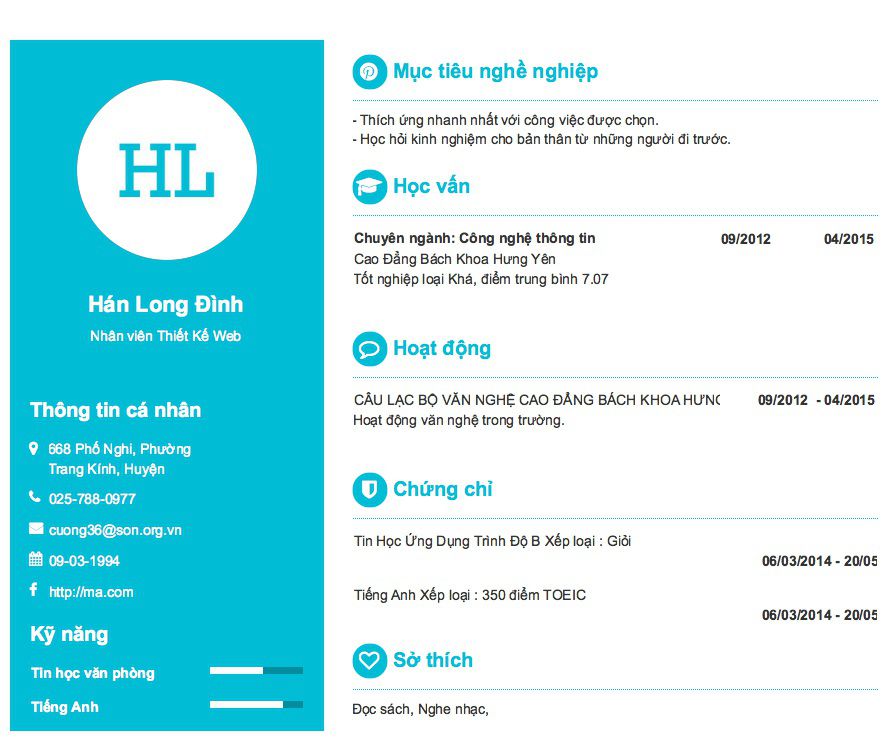 HL
Hán Long Đình
Nhân viên Thiết Kế Web
Thông tin cá nhân
668 Phố Nghi, Phường
Trang Kính, Huyện
025-788-0977
cuong36@son.org.vn
09-03-1994
http://ma.com
Kỹ năng
Tin học văn phòng
Tiếng Anh
Mục tiêu nghề nghiệp
- Thích ứng nhanh nhất với công việc được chọn.
- Học hỏi kinh nghiệm cho bản thân từ những người đi trước.
Học vấn
Chuyên ngành: Công nghệ thông tin 09/2012 04/2015
Cao Đẳng Bách Khoa Hưng Yên
Tốt nghiệp loại Khá, điểm trung bình 7.07
Hoạt động
CÂU LẠC BỘ VĂN NGHỆ CAO ĐẲNG BÁCH KHOA HƯNG 09/2012 - 04/2015
Hoạt động văn nghệ trong trường.
Chứng chỉ
Tin Học Ứng Dụng Trình Độ B Xếp loại : Giỏi
06/03/2014 - 20/05
Tiếng Anh Xếp loại : 350 điểm TOEIC
06/03/2014 - 20/05
Sở thích
Đọc sách, Nghe nhạc,